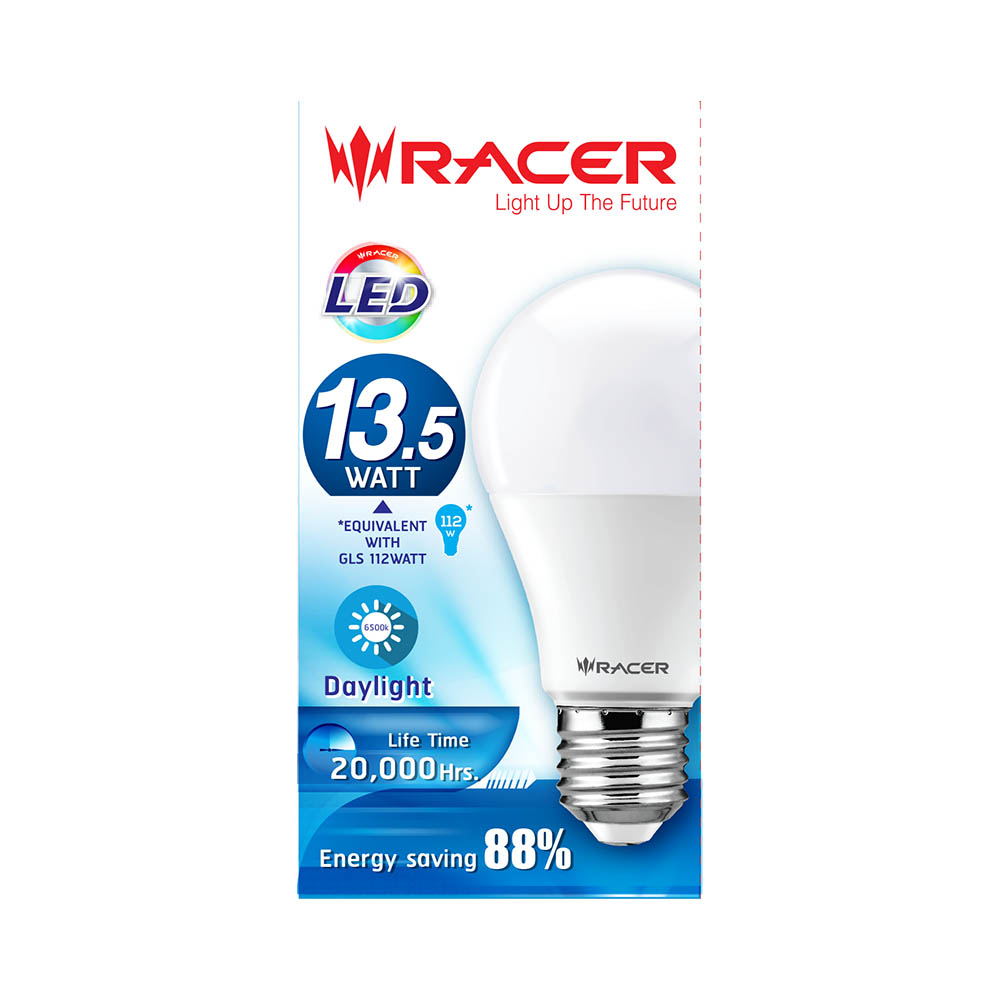 RACER
Light Up The Future
RACER
LED
13.5
WATT
*EQUIVALENT
WITH
GLS 112WATT
112
W
*
6500k
Daylight
RACER
Life Time
20,000Hrs.
Energy saving 88%